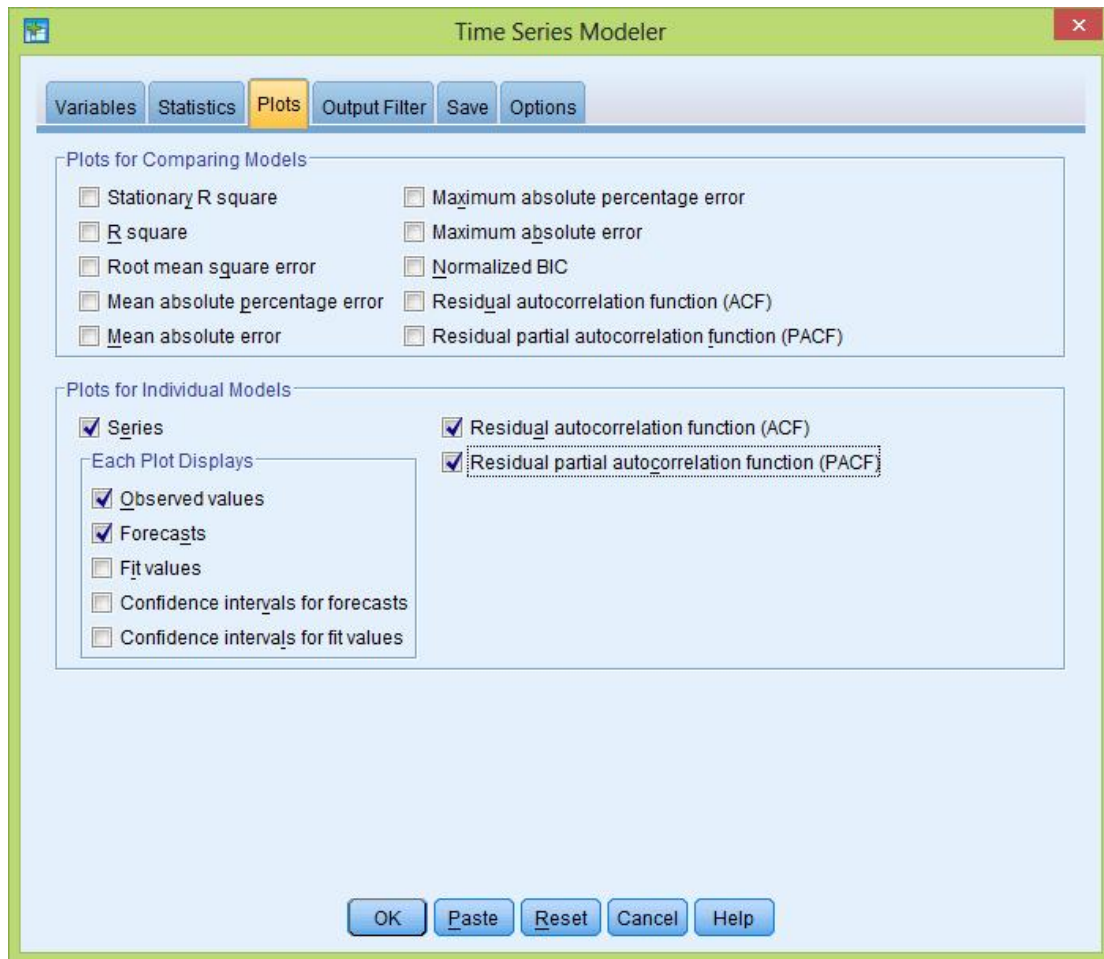 Time Series Modeler
Variables Statistics Plots Output Filter Save Options
Plots for Comparing Models
Stationary R square
R square
Root mean square error
Mean absolute percentage error
Mean absolute error
Maximum absolute percentage error
Maximum absolute error
Normalized BIC
Residual autocorrelation function (ACF)
Residual partial autocorrelation function (PACF)
Plots for Individual Models
Series
Each Plot Displays
Observed values
Forecasts
Fit values
Confidence intervals for forecasts
Confidence intervals for fit values
Residual autocorrelation function (ACF)
Residual partial autocorrelation function (PACF)
OK Paste Reset Cancel Help